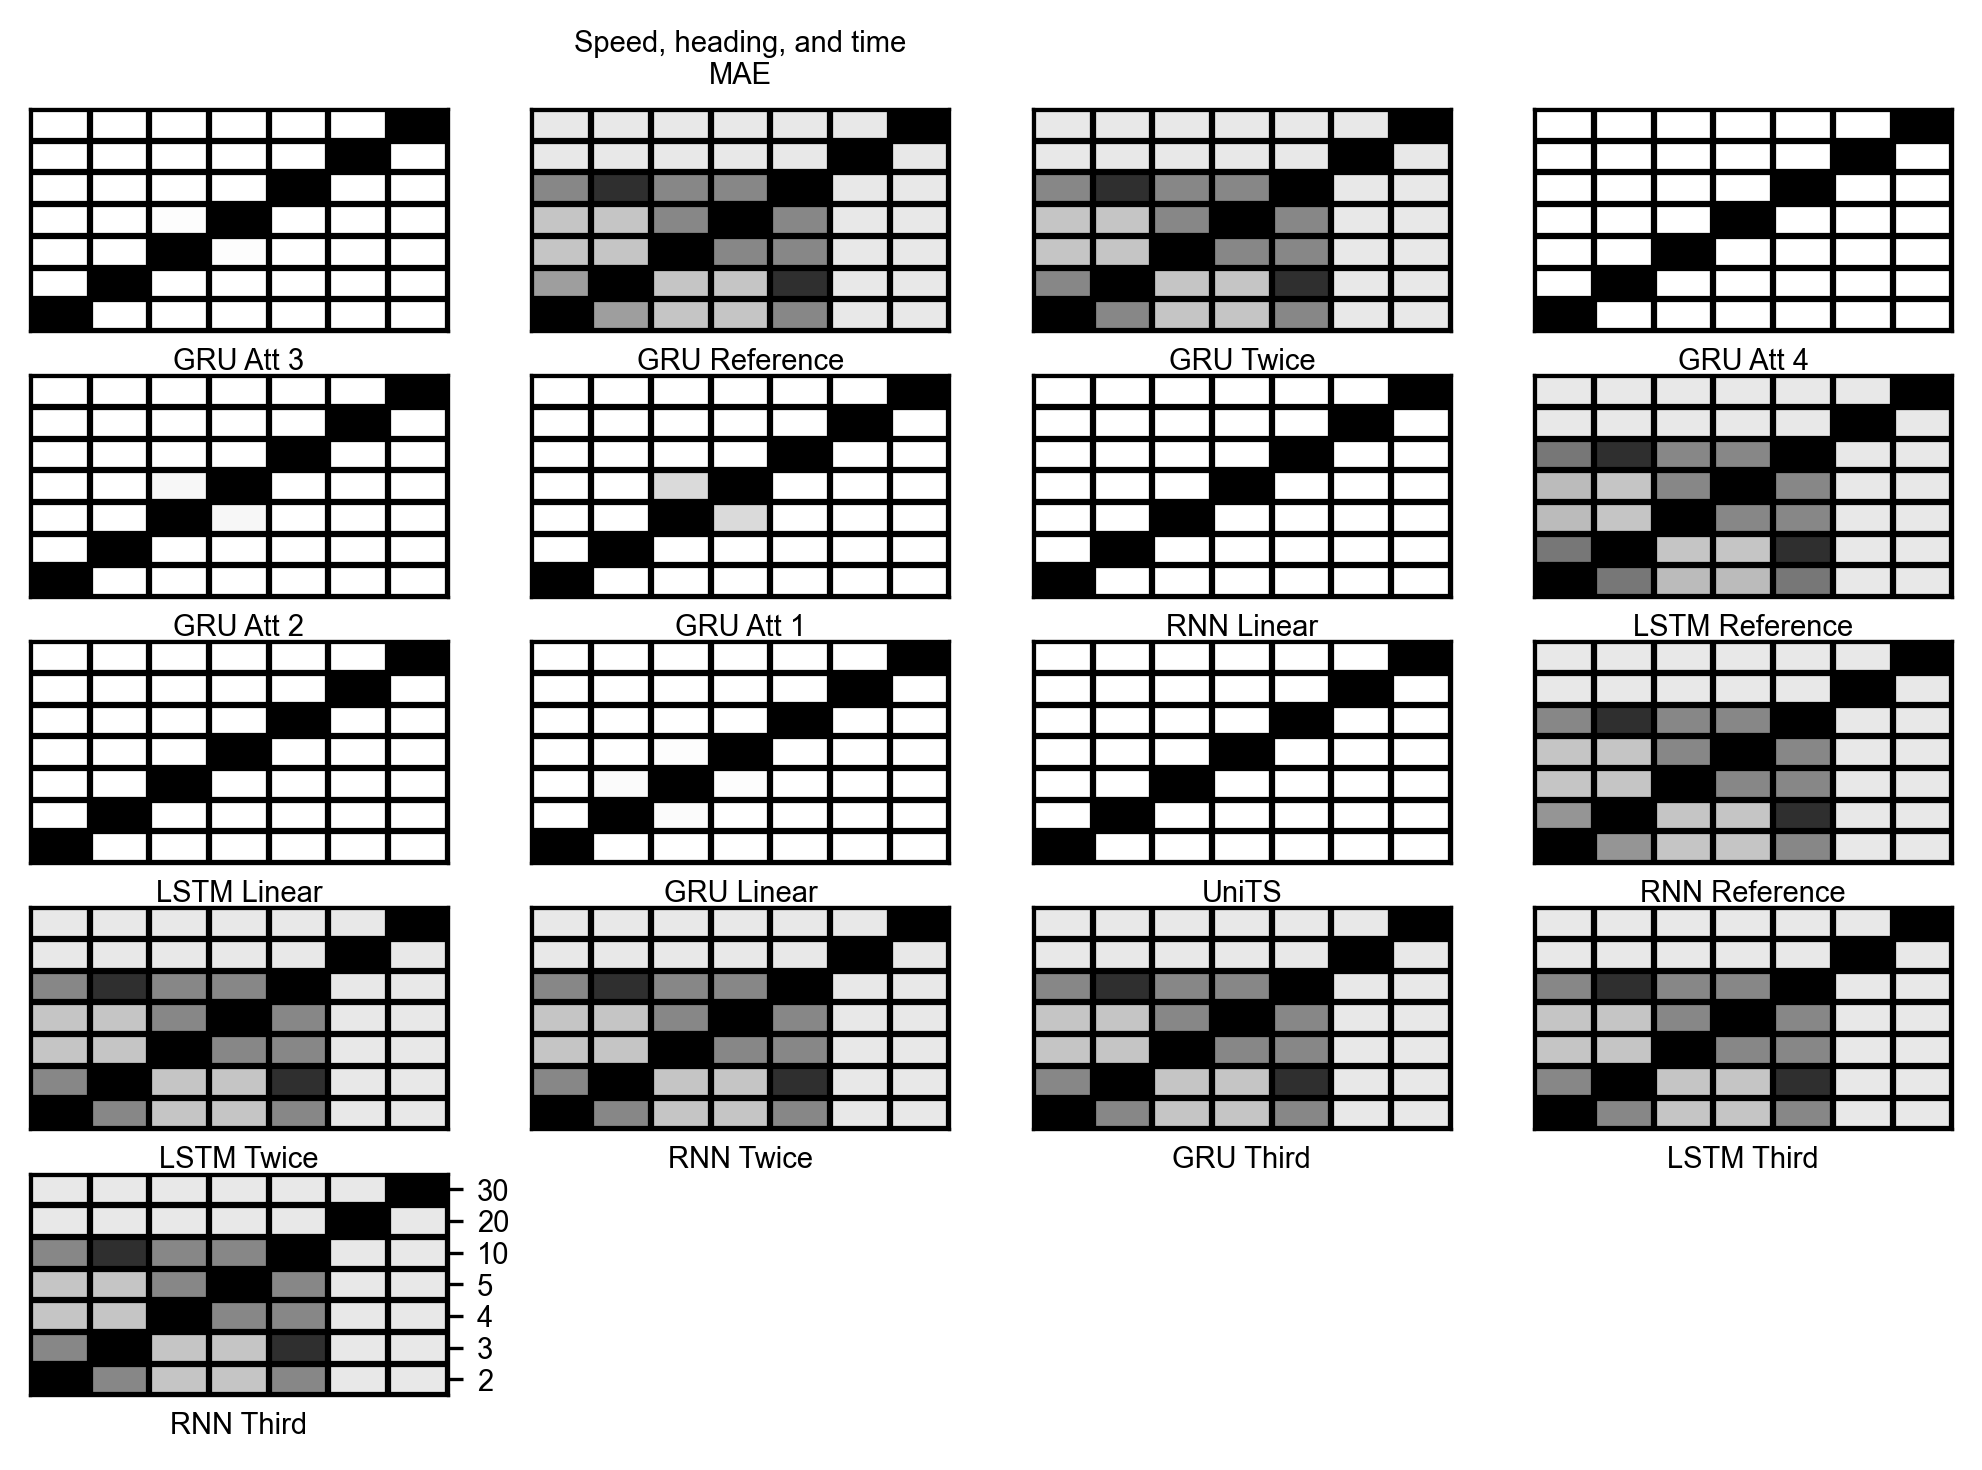 Speed, heading, and time
MAE
GRU Att 3
GRU Reference
GRU Twice
GRU Att 4
GRU Att 2
GRU Att 1
RNN Linear
LSTM Reference
LSTM Linear
GRU Linear
UniTS
RNN Reference
LSTM Twice
RNN Twice
GRU Third
LSTM Third
30
20
10
5
4
3
2
RNN Third